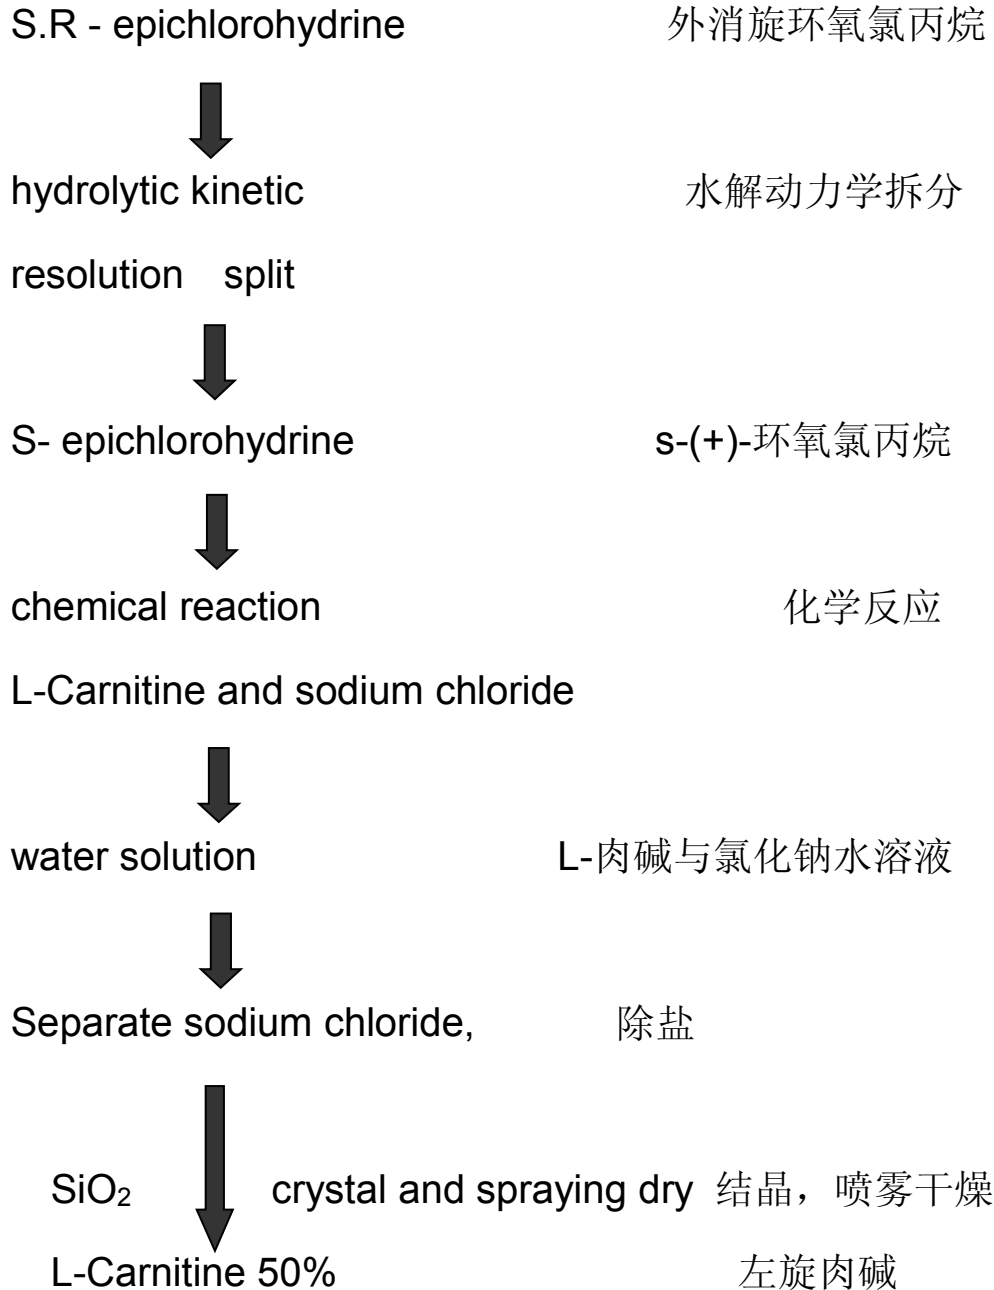 S.R - epichlorohydrine 外消旋环氧氯丙烷
hydrolytic kinetic 水解动力学拆分
resolution split
S- epichlorohydrine s-(+)-环氧氯丙烷
chemical reaction 化学反应
L-Carnitine and sodium chloride
water solution L-肉碱与氯化钠水溶液
Separate sodium chloride, 除盐
SiO₂ crystal and spraying dry 结晶，喷雾干燥
L-Carnitine 50% 左旋肉碱